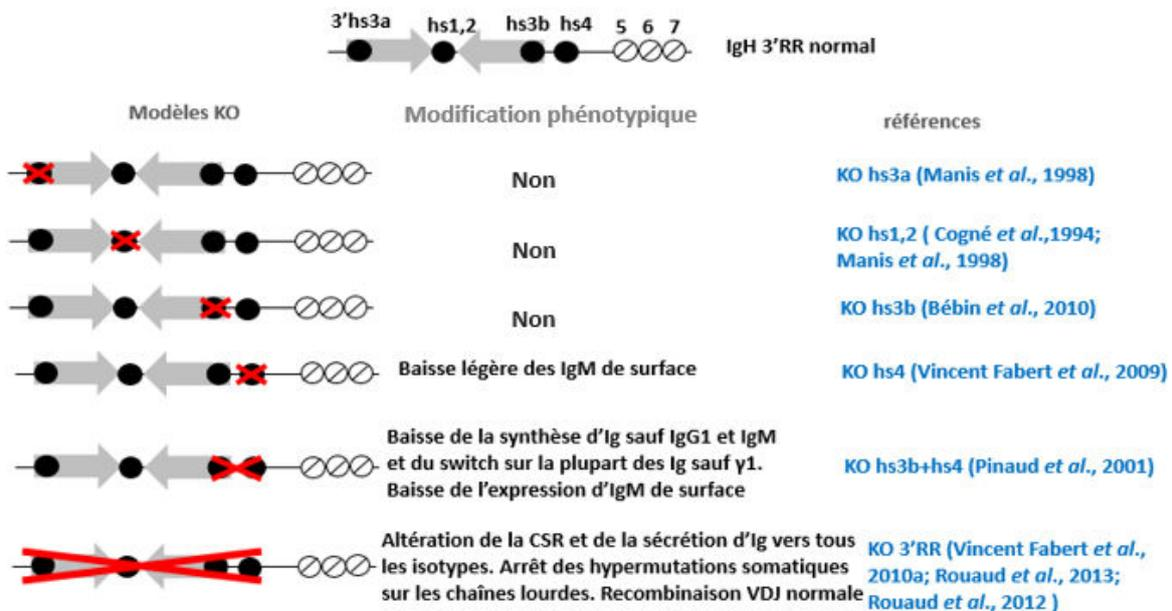 3'hs3a hs1,2 hs3b hs4 5 6 7
IgH 3'RR normal
Modèles KO
Modification phénotypique
références
Non
KO hs3a (Manis et al., 1998)
Non
KO hs1,2 ( Cogné et al.,1994;
Manis et al., 1998)
Non
KO hs3b (Bébin et al., 2010)
Baisse légère des IgM de surface
KO hs4 (Vincent Fabert et al., 2009)
Baisse de la synthèse d'Ig sauf IgG1 et IgM
et du switch sur la plupart des Ig sauf γ1.
Baisse de l'expression d'IgM de surface
KO hs3b+hs4 (Pinaud et al., 2001)
Altération de la CSR et de la sécrétion d'Ig vers tous
les isotypes. Arrêt des hypermutations somatiques
sur les chaînes lourdes. Recombinaison VDJ normale
KO 3'RR (Vincent Fabert et al.,
2010a; Rouaud et al., 2013;
Rouaud et al., 2012 )